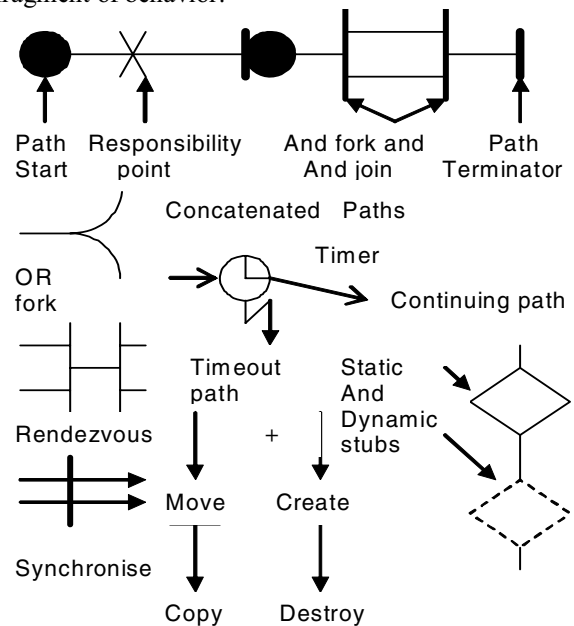 fragment of behavior.
Path Responsibility And fork and Path
Start point And join Terminator
Concatenated Paths
Timer
OR
fork
Continuing path
Timeout
path
Static
And
Dynamic
stubs
Rendezvous
+
Move Create
Synchronise
Copy Destroy